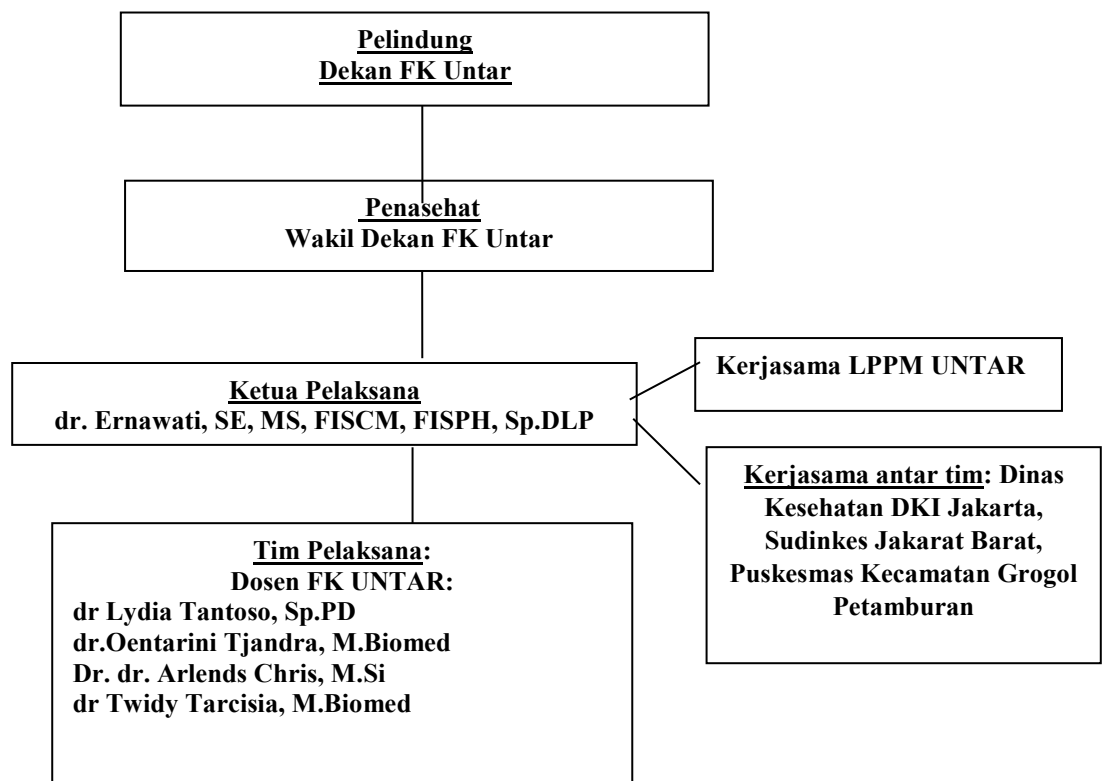 Pelindung
Dekan FK Untar
Penasehat
Wakil Dekan FK Untar
Ketua Pelaksana
dr. Ernawati, SE, MS, FISCM, FISPH, Sp.DLP
Kerjasama LPPM UNTAR
Kerjasama antar tim: Dinas
Kesehatan DKI Jakarta,
Sudinkes Jakarat Barat,
Puskesmas Kecamatan Grogol
Petamburan
Tim Pelaksana:
Dosen FK UNTAR:
dr Lydia Tantoso, Sp.PD
dr.Oentarini Tjandra, M.Biomed
Dr. dr. Arlends Chris, M.Si
dr Twidy Tarcisia, M.Biomed